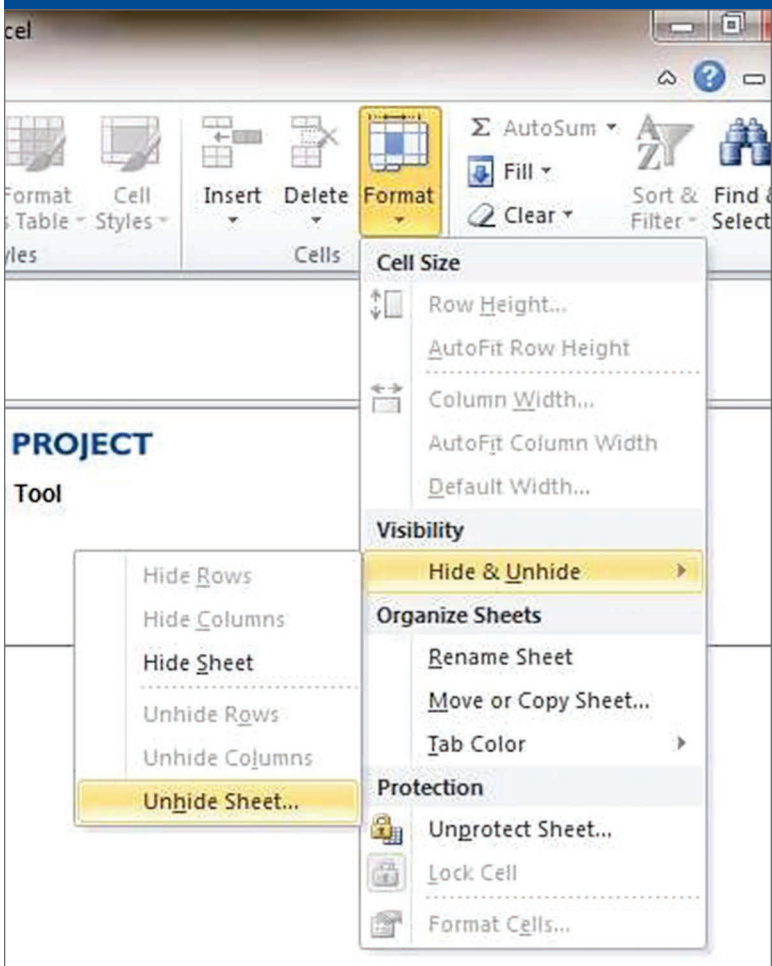 cel
Format
Cell
Insert
Delete
Format
Σ AutoSum
Fill
Clear
Sort &
Find &
s Table
Styles
Filter
Select
yles
Cells
Cell Size
Row Height...
AutoFit Row Height
Column Width...
AutoFit Column Width
Default Width...
PROJECT
Tool
Visibility
Hide & Unhide
Organize Sheets
Rename Sheet
Move or Copy Sheet...
Tab Color
Protection
Unprotect Sheet...
Lock Cell
Format Cells...
Hide Rows
Hide Columns
Hide Sheet
Unhide Rows
Unhide Columns
Unhide Sheet...